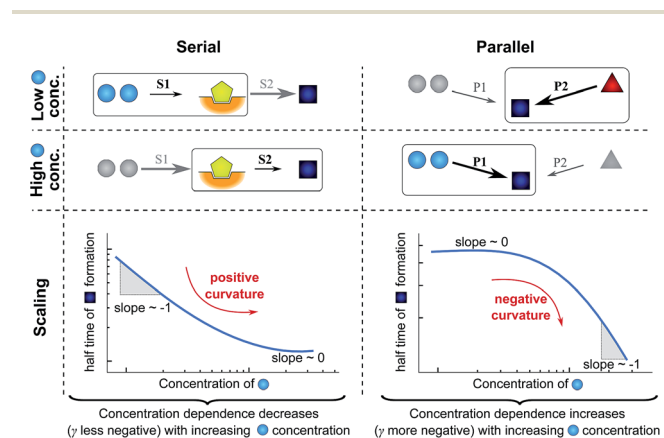 Serial
Parallel
Low
conc.
S1
S2
P1
P2
High
conc.
S1
S2
P1
P2
Scaling
half time of formation
positive
curvature
slope ~ -1
slope ~ 0
Concentration of
half time of formation
slope ~ 0
negative
curvature
slope ~ -1
Concentration of
Concentration dependence decreases
(γ less negative) with increasing concentration
Concentration dependence increases
(γ more negative) with increasing concentration